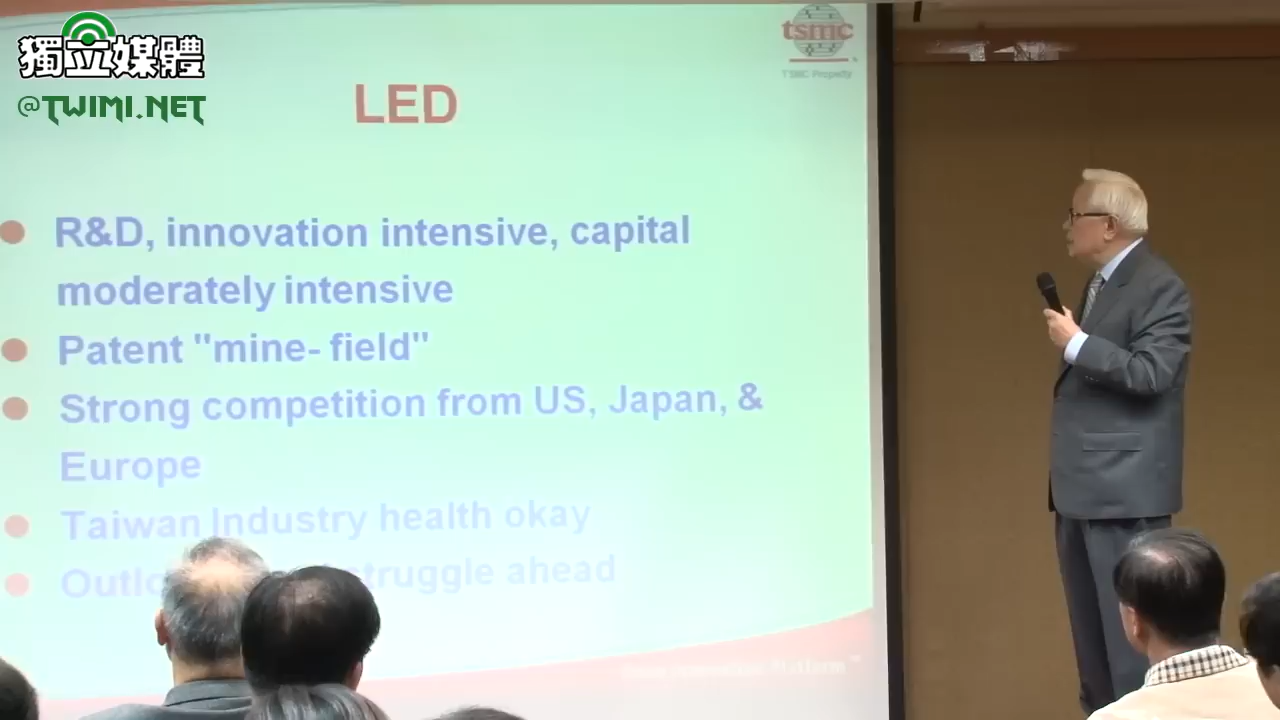 獨立媒體
@TWIMI.NET
tsmc
TSMC Property
LED
R&D, innovation intensive, capital
moderately intensive
Patent "mine- field"
Strong competition from US, Japan, &
Europe
Taiwan Industry health okay
struggle ahead
Platform